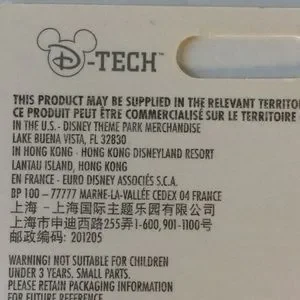 D-TECH™
THIS PRODUCT MAY BE SUPPLIED IN THE RELEVANT
CE PRODUIT PEUT ÊTRE COMMERCIALISÉ SUR LE TERRITOIRE
IN THE U.S.- DISNEY THEME PARK MERCHANDISE
LAKE BUENA VISTA, FL 32830
IN HONG KONG - HONG KONG DISNEYLAND RESORT
LANTAU ISLAND, HONG KONG
EN FRANCE - EURO DISNEY ASSOCIÉS S.C.A.
BP 100 – 77777 MARNE-LA-VALLÉE CEDEX 04 FRANCE
上海 – 上海国际主题乐园有限公司
上海市申迪西路255弄1-600, 901-1100号
邮政编码: 201205
WARNING! NOT SUITABLE FOR CHILDREN
UNDER 3 YEARS. SMALL PARTS.
PLEASE RETAIN PACKAGING INFORMATION
FOR FUTURE REFERENCE.